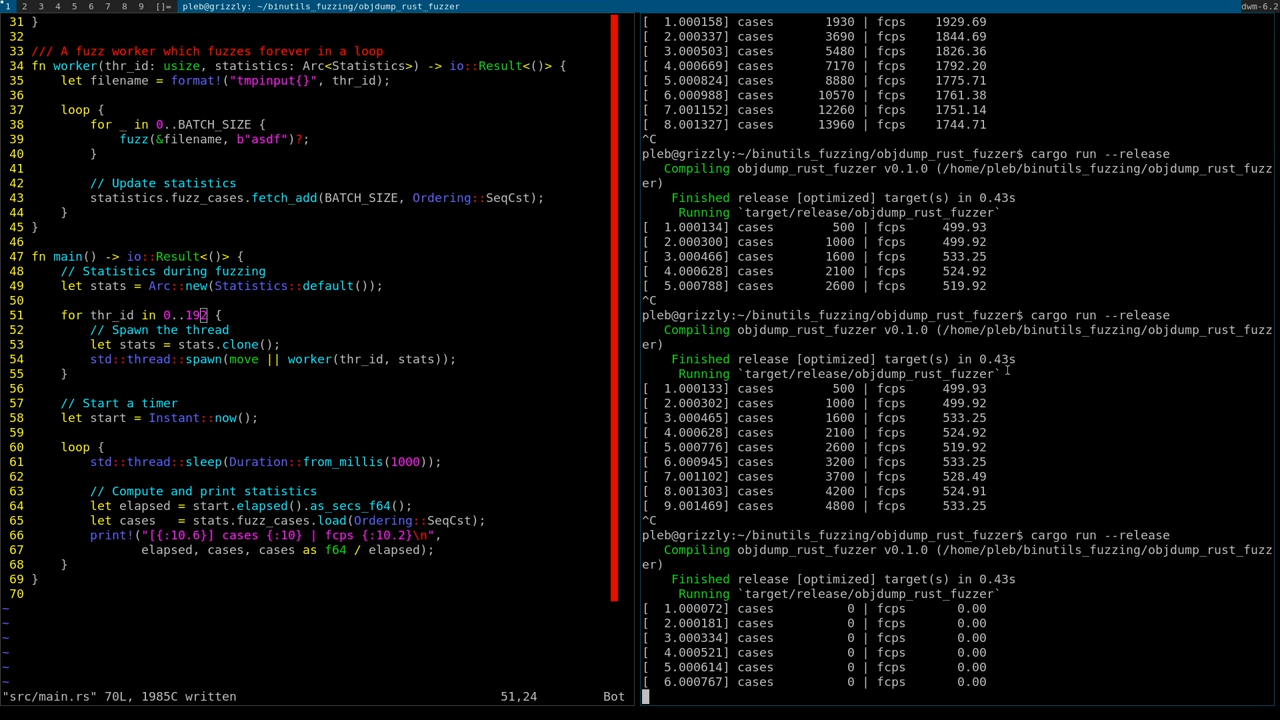 1 2 3 4 5 6 7 8 9 []= pleb@grizzly: ~/binutils_fuzzing/objdump_rust_fuzzer dwm-6.2
31 }
32
33 /// A fuzz worker which fuzzes forever in a loop
34 fn worker(thr_id: usize, statistics: Arc<Statistics>) -> io::Result<()> {
35     let filename = format!("tmpinput{}", thr_id);
36
37     loop {
38         for _ in 0..BATCH_SIZE {
39             fuzz(&filename, b"asdf")?;
40         }
41
42         // Update statistics
43         statistics.fuzz_cases.fetch_add(BATCH_SIZE, Ordering::SeqCst);
44     }
45 }
46
47 fn main() -> io::Result<()> {
48     // Statistics during fuzzing
49     let stats = Arc::new(Statistics::default());
50
51     for thr_id in 0..192 {
52         // Spawn the thread
53         let stats = stats.clone();
54         std::thread::spawn(move || worker(thr_id, stats));
55     }
56
57     // Start a timer
58     let start = Instant::now();
59
60     loop {
61         std::thread::sleep(Duration::from_millis(1000));
62
63         // Compute and print statistics
64         let elapsed = start.elapsed().as_secs_f64();
65         let cases   = stats.fuzz_cases.load(Ordering::SeqCst);
66         print!("[{:10.6}] cases {:10} | fcps {:10.2}\n",
67                elapsed, cases, cases as f64 / elapsed);
68     }
69 }
70
~
~
~
~
~
~
"src/main.rs" 70L, 1985C written 51,24 Bot
[  1.000158] cases       1930 | fcps    1929.69
[  2.000337] cases       3690 | fcps    1844.69
[  3.000503] cases       5480 | fcps    1826.36
[  4.000669] cases       7170 | fcps    1792.20
[  5.000824] cases       8880 | fcps    1775.71
[  6.000988] cases      10570 | fcps    1761.38
[  7.001152] cases      12260 | fcps    1751.14
[  8.001327] cases      13960 | fcps    1744.71
^C
pleb@grizzly:~/binutils_fuzzing/objdump_rust_fuzzer$ cargo run --release
   Compiling objdump_rust_fuzzer v0.1.0 (/home/pleb/binutils_fuzzing/objdump_rust_fuzz
er)
    Finished release [optimized] target(s) in 0.43s
     Running `target/release/objdump_rust_fuzzer`
[  1.000134] cases        500 | fcps     499.93
[  2.000300] cases       1000 | fcps     499.92
[  3.000466] cases       1600 | fcps     533.25
[  4.000628] cases       2100 | fcps     524.92
[  5.000788] cases       2600 | fcps     519.92
^C
pleb@grizzly:~/binutils_fuzzing/objdump_rust_fuzzer$ cargo run --release
   Compiling objdump_rust_fuzzer v0.1.0 (/home/pleb/binutils_fuzzing/objdump_rust_fuzz
er)
    Finished release [optimized] target(s) in 0.43s
     Running `target/release/objdump_rust_fuzzer`
[  1.000133] cases        500 | fcps     499.93
[  2.000302] cases       1000 | fcps     499.92
[  3.000465] cases       1600 | fcps     533.25
[  4.000628] cases       2100 | fcps     524.92
[  5.000776] cases       2600 | fcps     519.92
[  6.000945] cases       3200 | fcps     533.25
[  7.001102] cases       3700 | fcps     528.49
[  8.001303] cases       4200 | fcps     524.91
[  9.001469] cases       4800 | fcps     533.25
^C
pleb@grizzly:~/binutils_fuzzing/objdump_rust_fuzzer$ cargo run --release
   Compiling objdump_rust_fuzzer v0.1.0 (/home/pleb/binutils_fuzzing/objdump_rust_fuzz
er)
    Finished release [optimized] target(s) in 0.43s
     Running `target/release/objdump_rust_fuzzer`
[  1.000072] cases          0 | fcps       0.00
[  2.000181] cases          0 | fcps       0.00
[  3.000334] cases          0 | fcps       0.00
[  4.000521] cases          0 | fcps       0.00
[  5.000614] cases          0 | fcps       0.00
[  6.000767] cases          0 | fcps       0.00